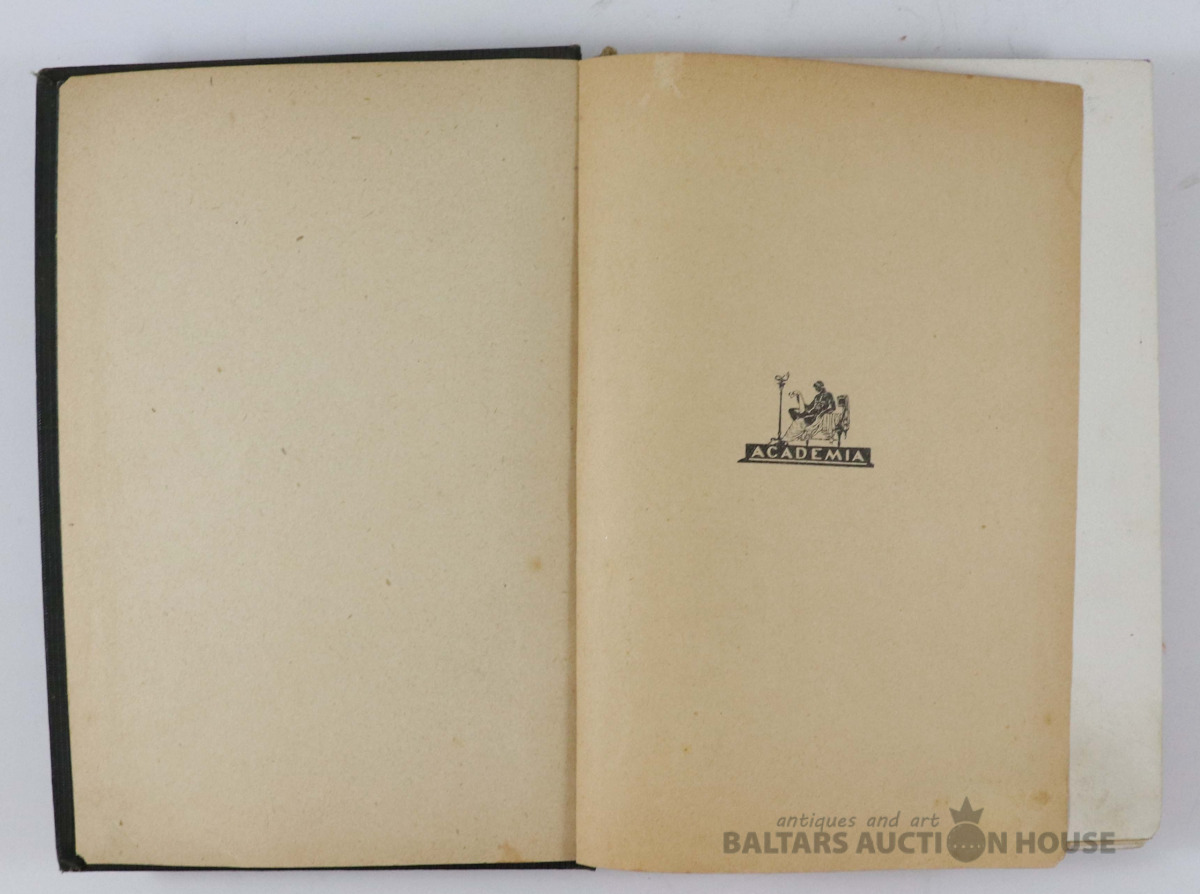 ACADEMIA
antiques and art
BALTARS AUCTION HOUSE